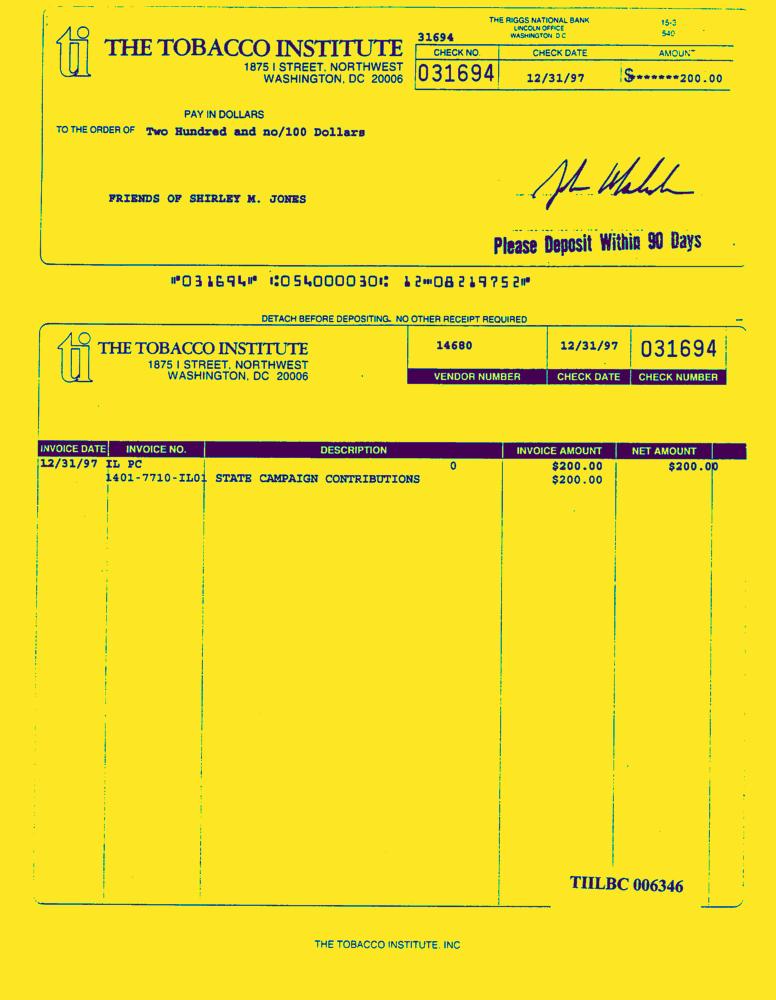 THE RIGGS NATIONAL BANK
LINCOLN OFFICE
WASHINGTON, D C
15-3
540
ti THE TOBACCO INSTITUTE
1875 I STREET, NORTHWEST
WASHINGTON, DC 20006
31694
CHECK NO. CHECK DATE AMOUNT
031694 12/31/97 $*******200.00
PAY IN DOLLARS
TO THE ORDER OF Two Hundred and no/100 Dollars
FRIENDS OF SHIRLEY M. JONES
Please Deposit Within 90 Days
⑈031694⑈ ⑆054000030⑆ 12⑉08219752⑈
DETACH BEFORE DEPOSITING. NO OTHER RECEIPT REQUIRED
ti THE TOBACCO INSTITUTE
1875 I STREET, NORTHWEST
WASHINGTON, DC 20006
14680 12/31/97 031694
VENDOR NUMBER CHECK DATE CHECK NUMBER
INVOICE DATE INVOICE NO. DESCRIPTION INVOICE AMOUNT NET AMOUNT
12/31/97 IL PC 0 $200.00 $200.00
1401-7710-IL01 STATE CAMPAIGN CONTRIBUTIONS $200.00
TIILBC 006346
THE TOBACCO INSTITUTE. INC